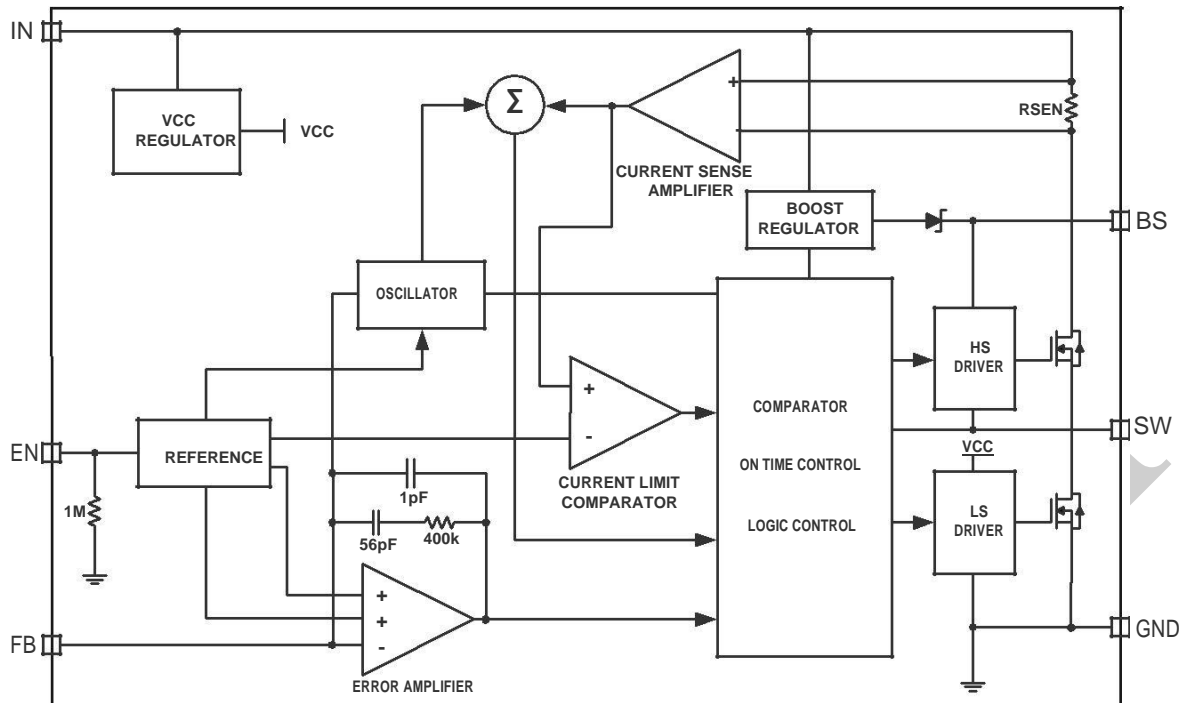 IN
VCC
REGULATOR
VCC
Σ
+
-
RSEN
CURRENT SENSE
AMPLIFIER
BOOST
REGULATOR
BS
OSCILLATOR
HS
DRIVER
+
-
COMPARATOR
ON TIME CONTROL
LOGIC CONTROL
SW
EN
REFERENCE
VCC
CURRENT LIMIT
COMPARATOR
1pF
1M
56pF
400k
LS
DRIVER
+
+
-
FB
GND
ERROR AMPLIFIER